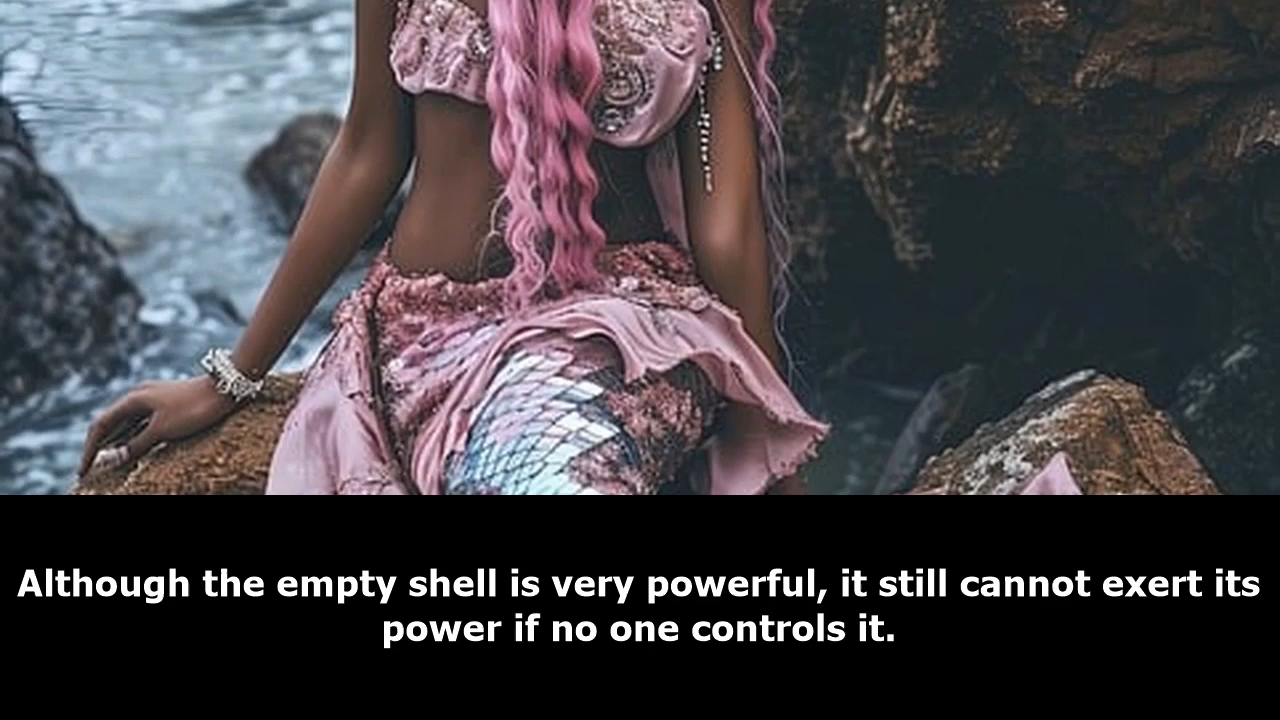 Although the empty shell is very powerful, it still cannot exert its
power if no one controls it.